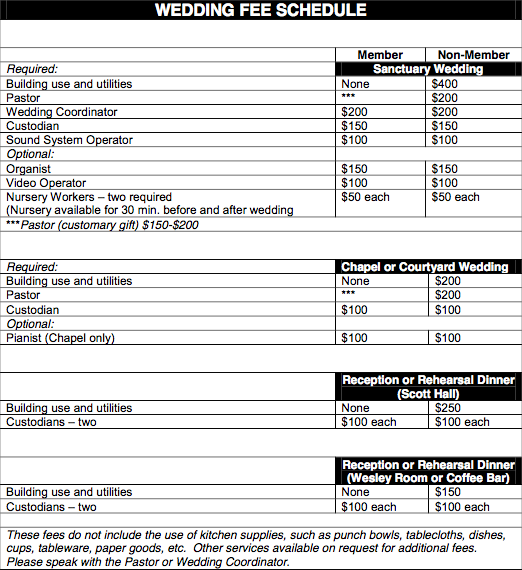 WEDDING FEE SCHEDULE
Member Non-Member
Required: Sanctuary Wedding
Building use and utilities None $400
Pastor *** $200
Wedding Coordinator $200 $200
Custodian $150 $150
Sound System Operator $100 $100
Optional:
Organist $150 $150
Video Operator $100 $100
Nursery Workers – two required $50 each $50 each
(Nursery available for 30 min. before and after wedding
***Pastor (customary gift) $150-$200
Required: Chapel or Courtyard Wedding
Building use and utilities None $200
Pastor *** $200
Custodian $100 $100
Optional:
Pianist (Chapel only) $100 $100
Reception or Rehearsal Dinner
(Scott Hall)
Building use and utilities None $250
Custodians – two $100 each $100 each
Reception or Rehearsal Dinner
(Wesley Room or Coffee Bar)
Building use and utilities None $150
Custodians – two $100 each $100 each
These fees do not include the use of kitchen supplies, such as punch bowls, tablecloths, dishes,
cups, tableware, paper goods, etc.  Other services available on request for additional fees.
Please speak with the Pastor or Wedding Coordinator.